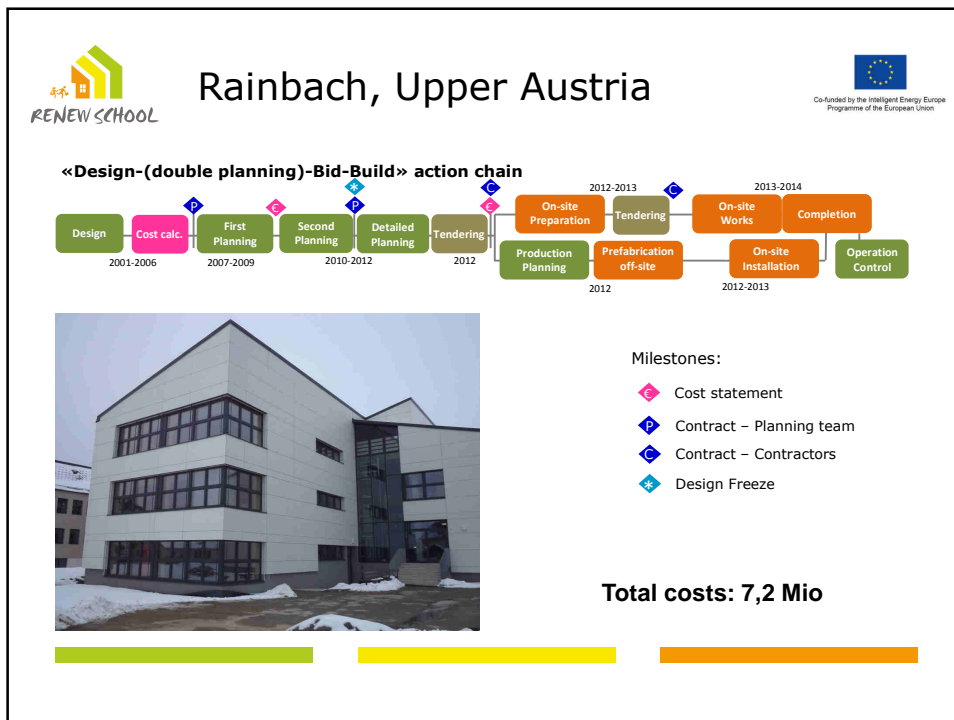 RENEW SCHOOL
Rainbach, Upper Austria
Co-funded by the Intelligent Energy Europe
Programme of the European Union
«Design-(double planning)-Bid-Build» action chain
2012-2013
2013-2014
P
€
*
P
C
€
C
Design
Cost calc.
First
Planning
Second
Planning
Detailed
Planning
Tendering
On-site
Preparation
Tendering
On-site
Works
Completion
Production
Planning
Prefabrication
off-site
On-site
Installation
Operation
Control
2001-2006
2007-2009
2010-2012
2012
2012
2012-2013
Milestones:
€ Cost statement
P Contract – Planning team
C Contract – Contractors
* Design Freeze
Total costs: 7,2 Mio